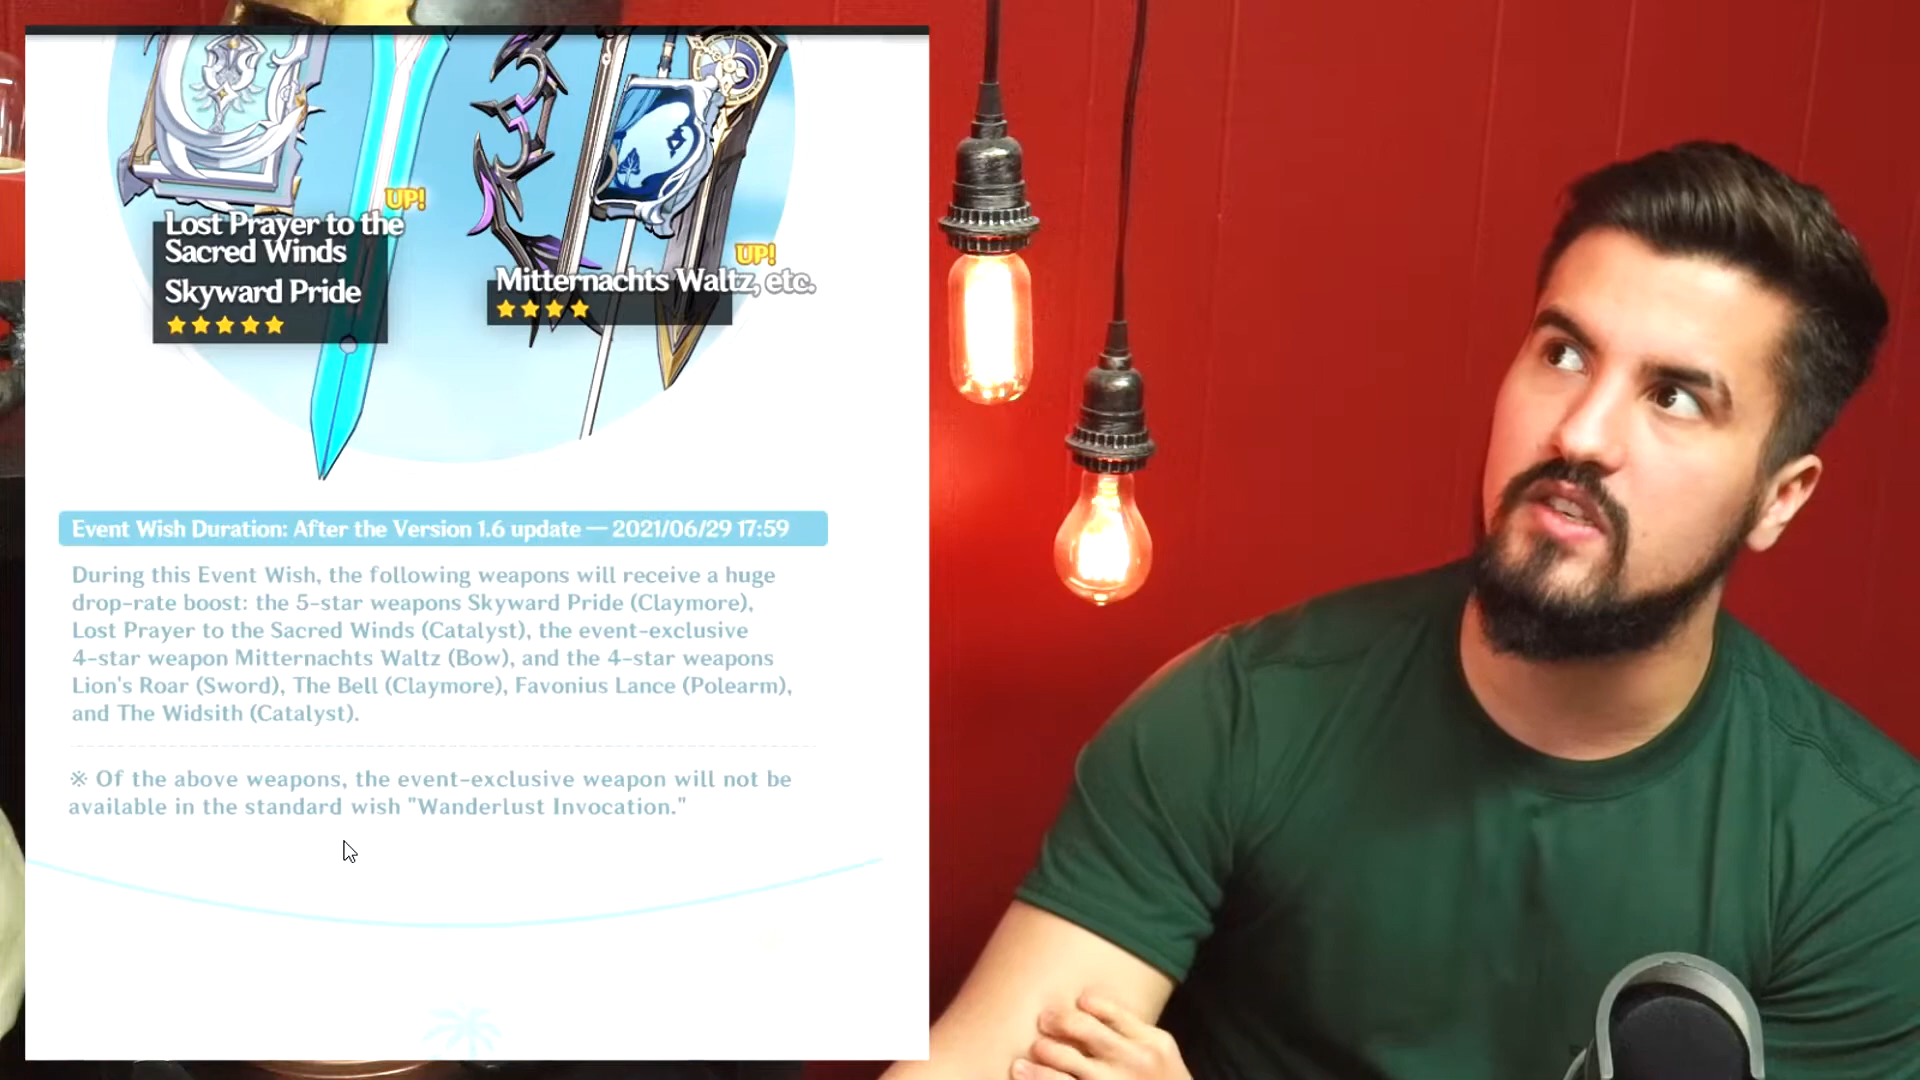 UP!
Lost Prayer to the
Sacred Winds
Skyward Pride
UP!
Mitternachts Waltz, etc.
Event Wish Duration: After the Version 1.6 update — 2021/06/29 17:59
During this Event Wish, the following weapons will receive a huge
drop-rate boost: the 5-star weapons Skyward Pride (Claymore),
Lost Prayer to the Sacred Winds (Catalyst), the event-exclusive
4-star weapon Mitternachts Waltz (Bow), and the 4-star weapons
Lion's Roar (Sword), The Bell (Claymore), Favonius Lance (Polearm),
and The Widsith (Catalyst).
※ Of the above weapons, the event-exclusive weapon will not be
available in the standard wish "Wanderlust Invocation."